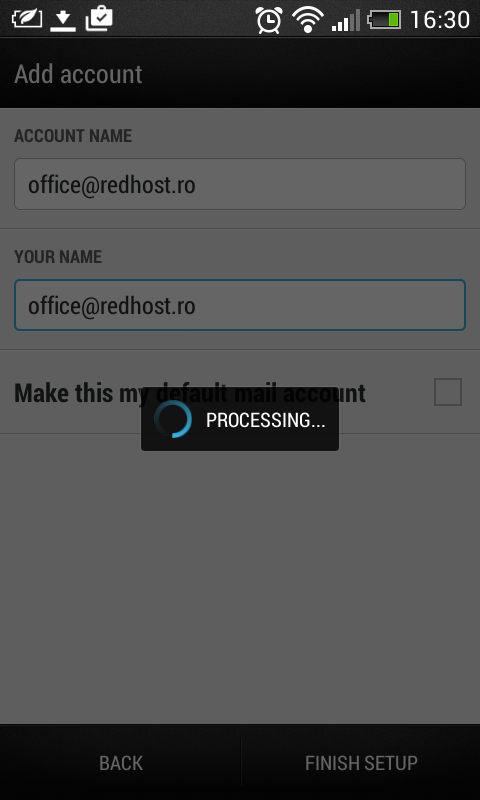 16:30
Add account
ACCOUNT NAME
office@redhost.ro
YOUR NAME
office@redhost.ro
Make this my default mail account
PROCESSING...
BACK
FINISH SETUP